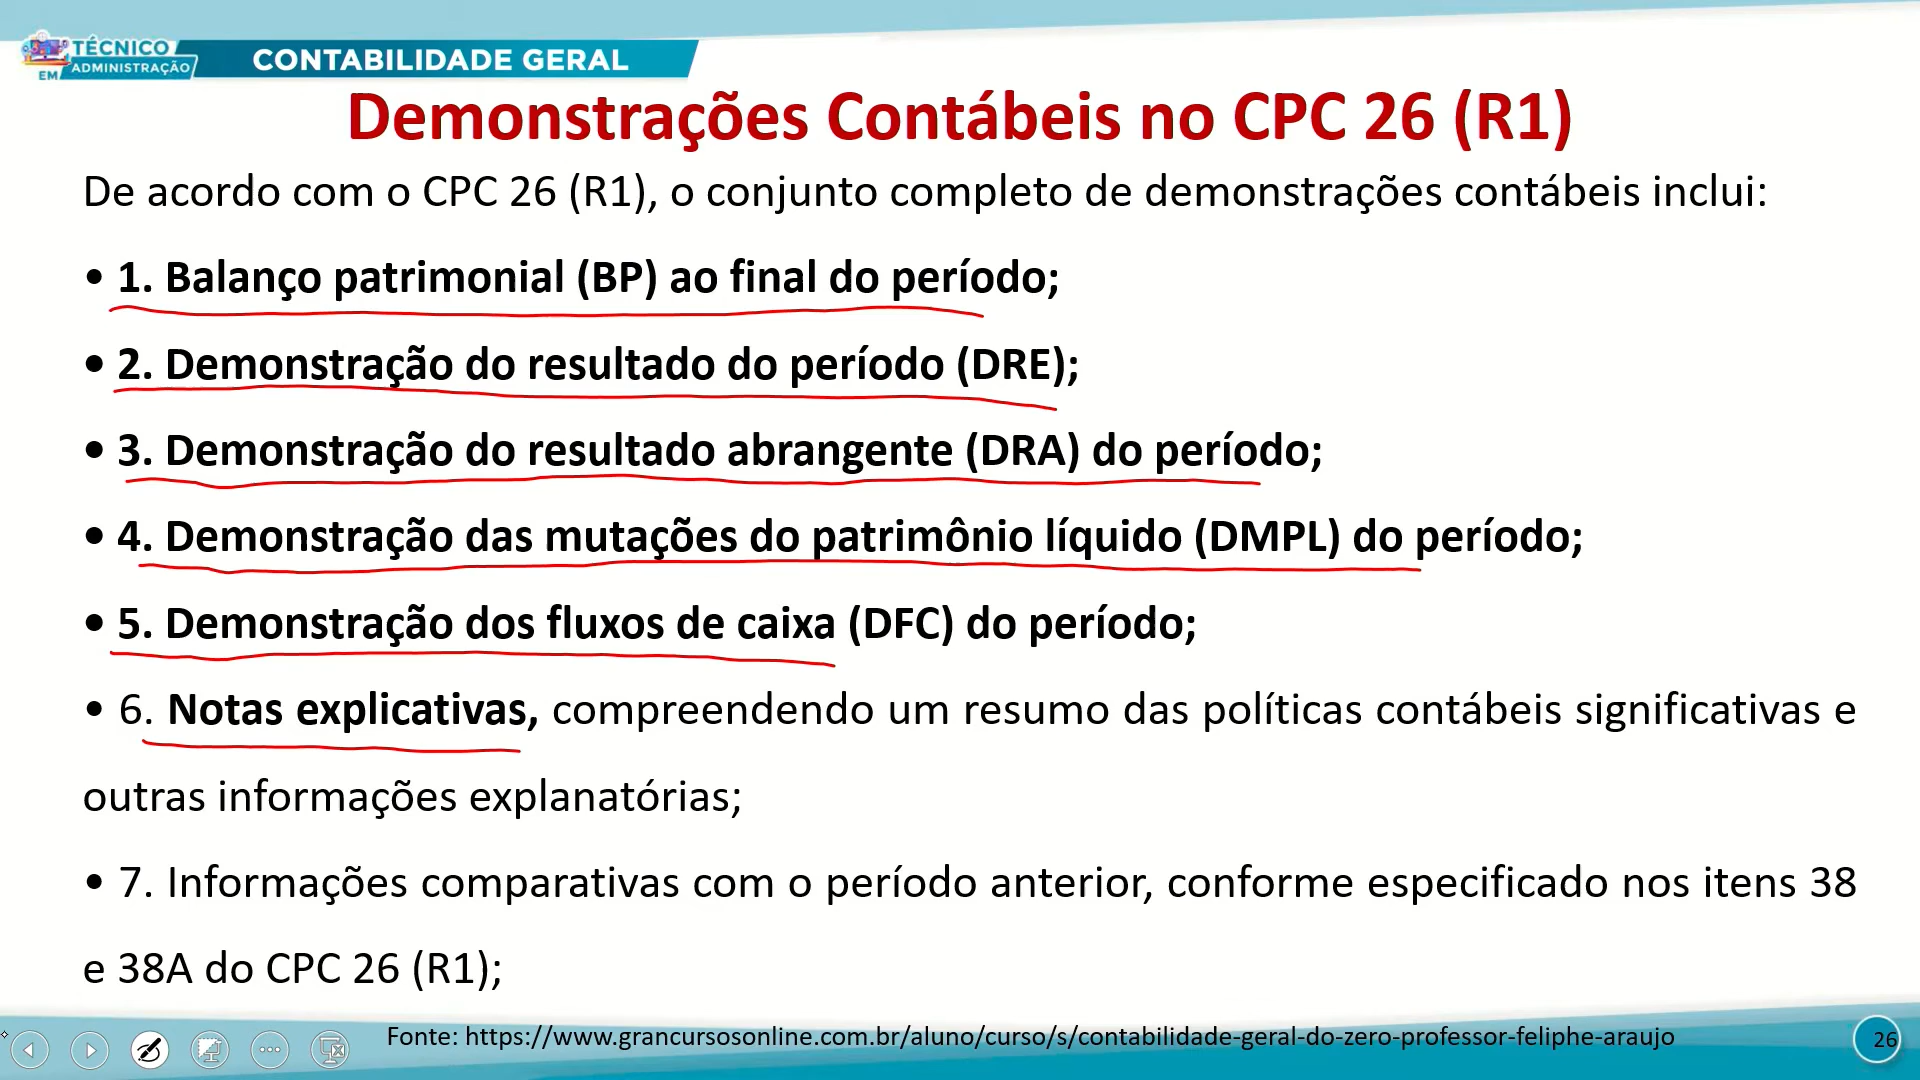 TÉCNICO
EM ADMINISTRAÇÃO
CONTABILIDADE GERAL
Demonstrações Contábeis no CPC 26 (R1)
De acordo com o CPC 26 (R1), o conjunto completo de demonstrações contábeis inclui:
• 1. Balanço patrimonial (BP) ao final do período;
• 2. Demonstração do resultado do período (DRE);
• 3. Demonstração do resultado abrangente (DRA) do período;
• 4. Demonstração das mutações do patrimônio líquido (DMPL) do período;
• 5. Demonstração dos fluxos de caixa (DFC) do período;
• 6. Notas explicativas, compreendendo um resumo das políticas contábeis significativas e
outras informações explanatórias;
• 7. Informações comparativas com o período anterior, conforme especificado nos itens 38
e 38A do CPC 26 (R1);
Fonte: https://www.grancursosonline.com.br/aluno/curso/s/contabilidade-geral-do-zero-professor-feliphe-araujo
26